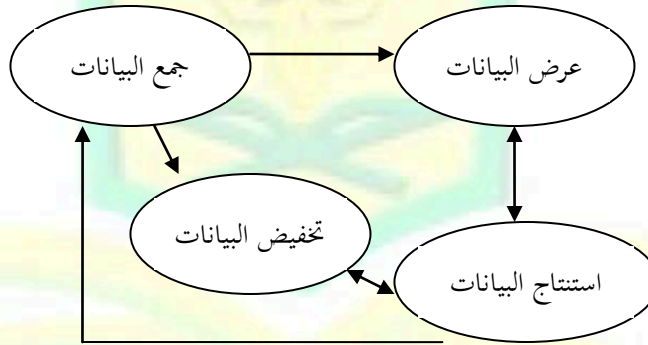 جمع البيانات
عرض البيانات
تخفيض البيانات
استنتاج البيانات